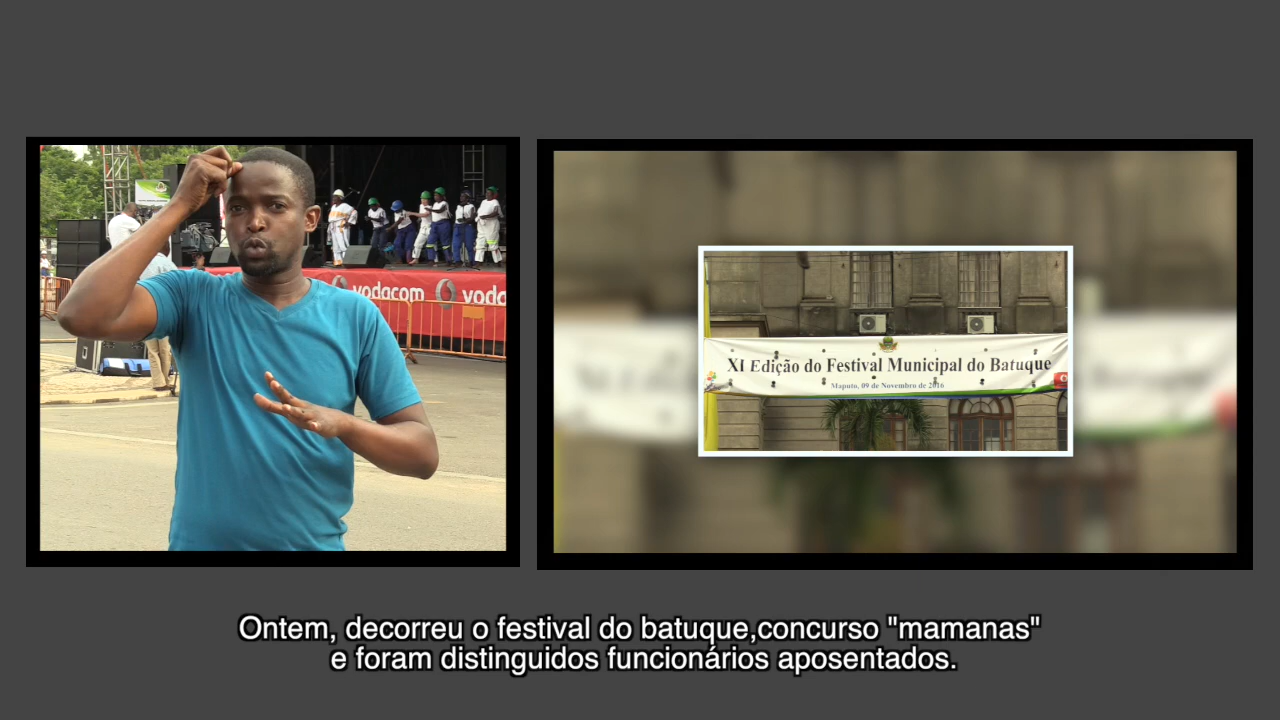 vodacom
voda
XI Edição do Festival Municipal do Batuque
Maputo, 09 de Novembro de 2016
Ontem, decorreu o festival do batuque,concurso "mamanas"
e foram distinguidos funcionários aposentados.